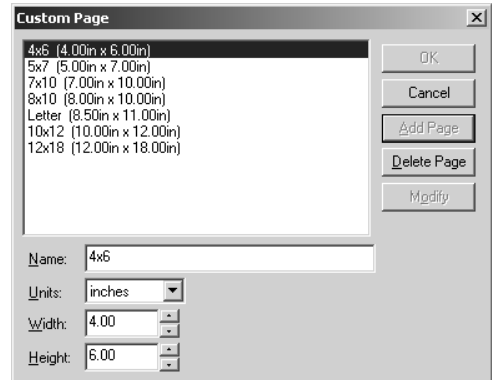 Custom Page
4x6 (4.00in x 6.00in)
5x7 (5.00in x 7.00in)
7x10 (7.00in x 10.00in)
8x10 (8.00in x 10.00in)
Letter (8.50in x 11.00in)
10x12 (10.00in x 12.00in)
12x18 (12.00in x 18.00in)
OK
Cancel
Add Page
Delete Page
Modify
Name: 4x6
Units: inches
Width: 4.00
Height: 6.00